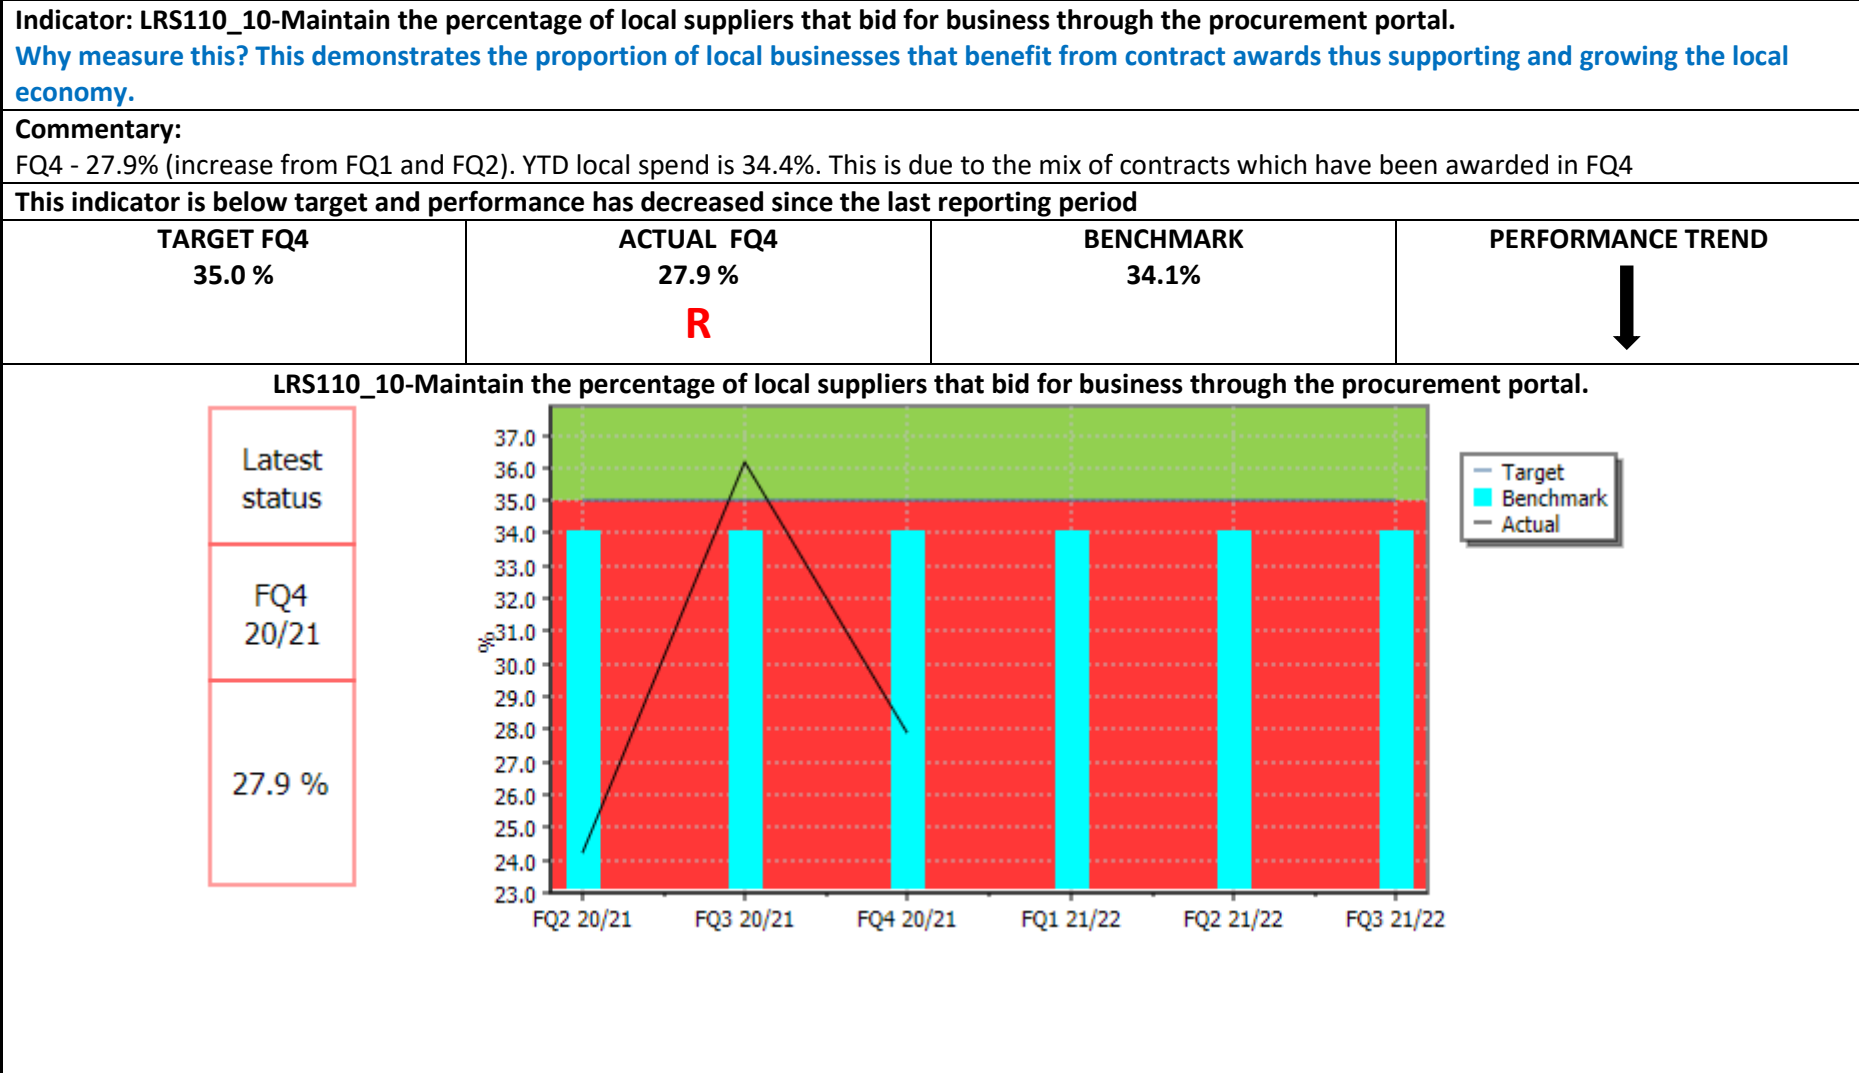 Indicator: LRS110_10-Maintain the percentage of local suppliers that bid for business through the procurement portal.
Why measure this? This demonstrates the proportion of local businesses that benefit from contract awards thus supporting and growing the local
economy.
Commentary:
FQ4 - 27.9% (increase from FQ1 and FQ2). YTD local spend is 34.4%. This is due to the mix of contracts which have been awarded in FQ4
This indicator is below target and performance has decreased since the last reporting period
TARGET FQ4
35.0 %
ACTUAL  FQ4
27.9 %
R
BENCHMARK
34.1%
PERFORMANCE TREND
LRS110_10-Maintain the percentage of local suppliers that bid for business through the procurement portal.
Latest
status
FQ4
20/21
27.9 %
%
37.0
36.0
35.0
34.0
33.0
32.0
31.0
30.0
29.0
28.0
27.0
26.0
25.0
24.0
23.0
FQ2 20/21
FQ3 20/21
FQ4 20/21
FQ1 21/22
FQ2 21/22
FQ3 21/22
Target
Benchmark
Actual